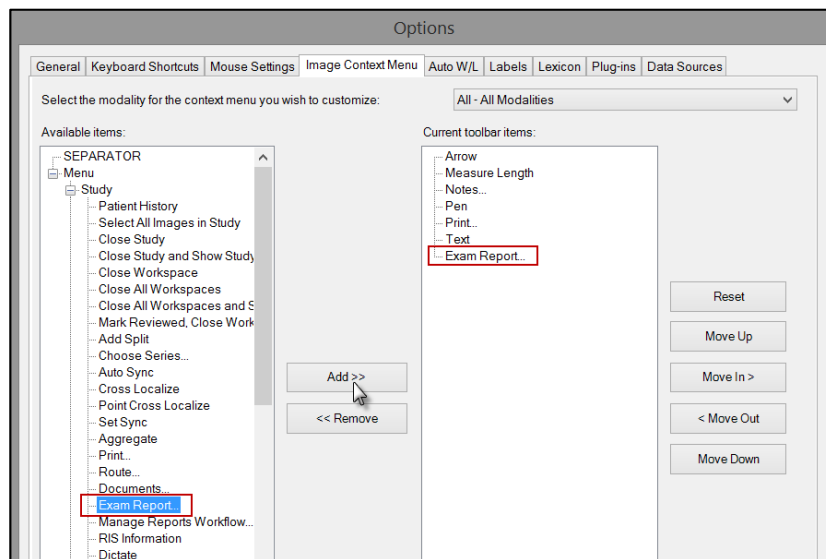 Options
General Keyboard Shortcuts Mouse Settings Image Context Menu Auto W/L Labels Lexicon Plug-ins Data Sources
Select the modality for the context menu you wish to customize: All - All Modalities
Available items:
SEPARATOR
Menu
Study
Patient History
Select All Images in Study
Close Study
Close Study and Show Study
Close Workspace
Close All Workspaces
Close All Workspaces and S
Mark Reviewed, Close Work
Add Split
Choose Series...
Auto Sync
Cross Localize
Point Cross Localize
Set Sync
Aggregate
Print...
Route...
Documents...
Exam Report...
Manage Reports Workflow...
RIS Information
Dictate
Add >>
<< Remove
Current toolbar items:
Arrow
Measure Length
Notes...
Pen
Print...
Text
Exam Report...
Reset
Move Up
Move In >
< Move Out
Move Down